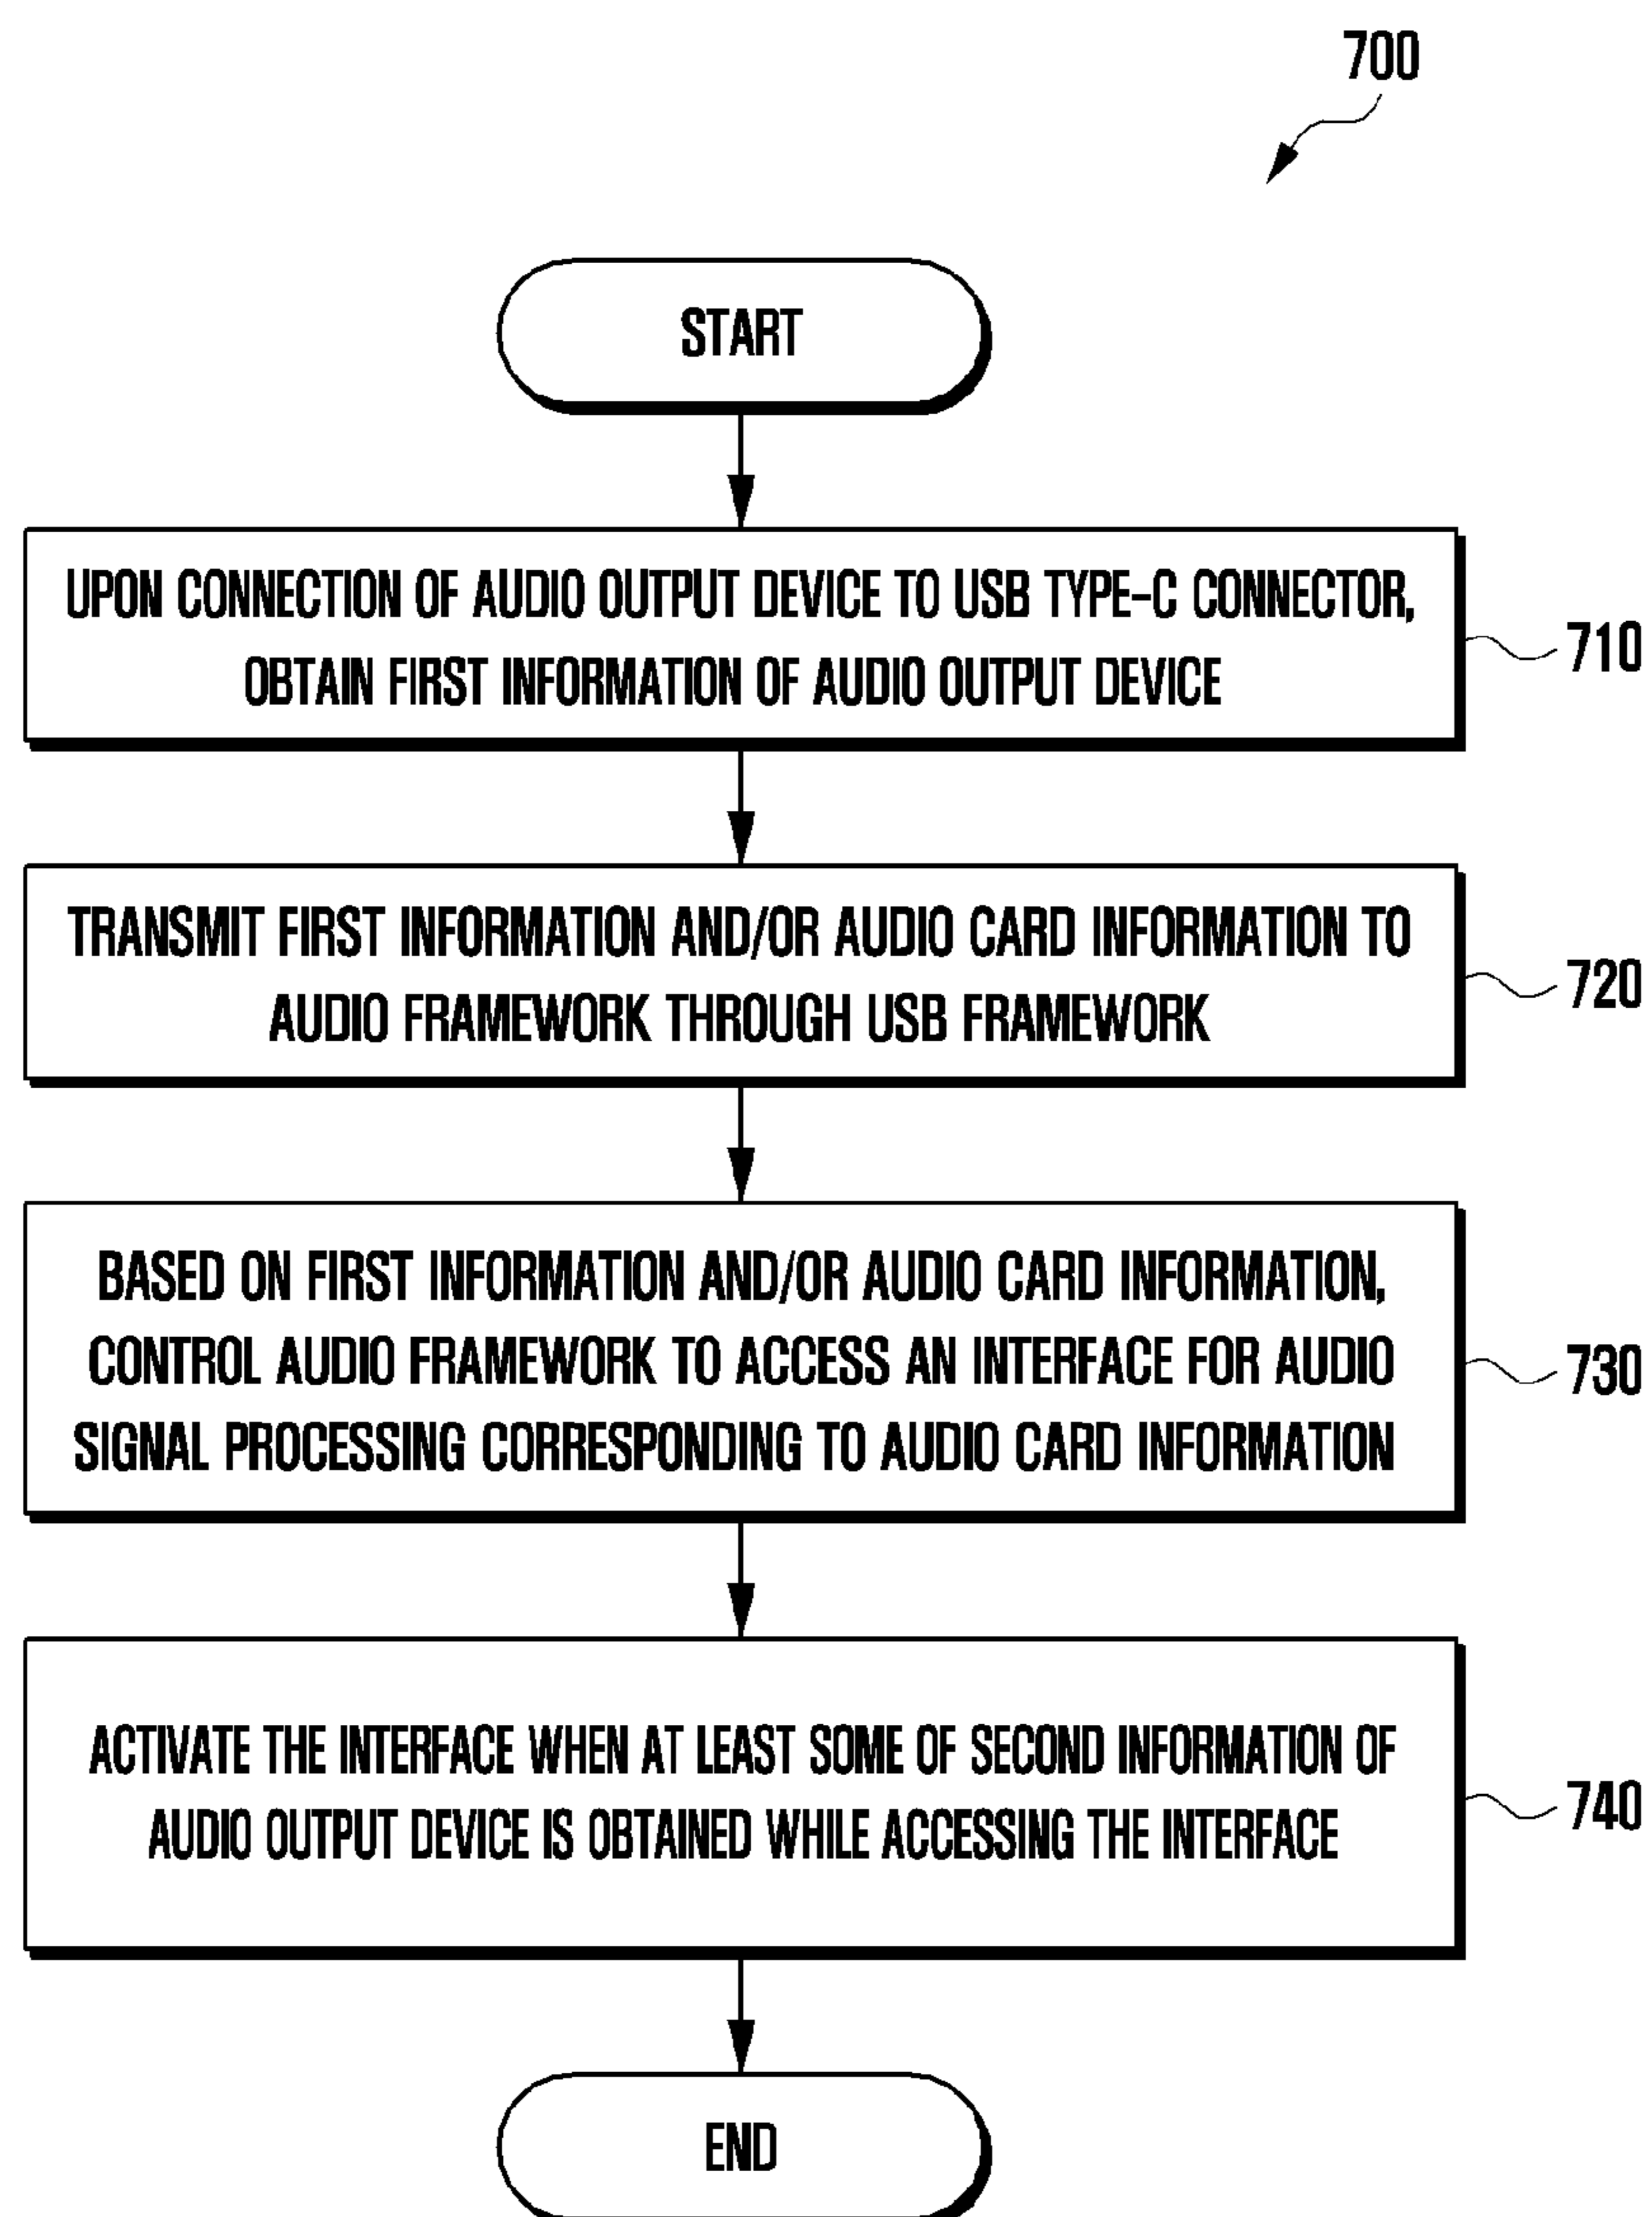 700
START
UPON CONNECTION OF AUDIO OUTPUT DEVICE TO USB TYPE-C CONNECTOR,
OBTAIN FIRST INFORMATION OF AUDIO OUTPUT DEVICE
710
TRANSMIT FIRST INFORMATION AND/OR AUDIO CARD INFORMATION TO
AUDIO FRAMEWORK THROUGH USB FRAMEWORK
720
BASED ON FIRST INFORMATION AND/OR AUDIO CARD INFORMATION,
CONTROL AUDIO FRAMEWORK TO ACCESS AN INTERFACE FOR AUDIO
SIGNAL PROCESSING CORRESPONDING TO AUDIO CARD INFORMATION
730
ACTIVATE THE INTERFACE WHEN AT LEAST SOME OF SECOND INFORMATION OF
AUDIO OUTPUT DEVICE IS OBTAINED WHILE ACCESSING THE INTERFACE
740
END